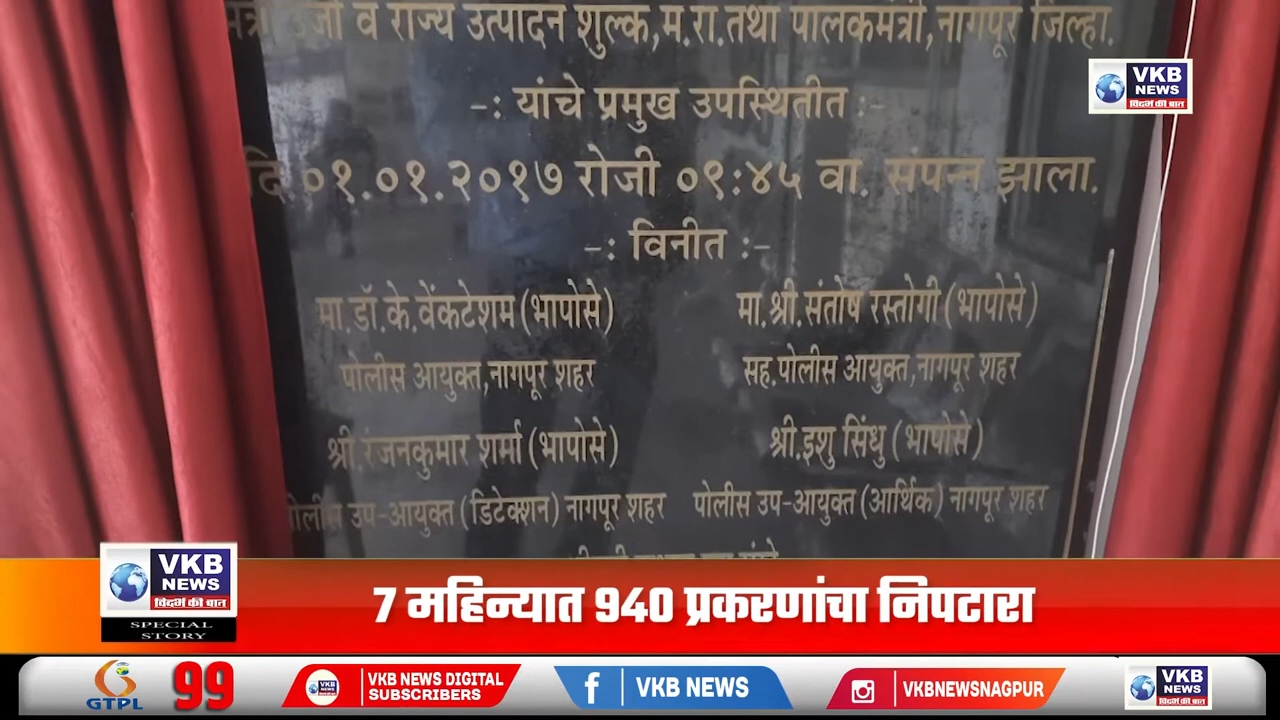 व राज्य उत्पादन शुल्क,म.रा.तथा पालकमंत्री,नागपूर जिल्हा.
-: यांचे प्रमुख उपस्थितीत :-
दि ०१.०१.२०१७ रोजी ०९:४५ वा. सपन्न झाला.
-: विनीत :-
मा.डॉ.के.वेंकटेशम(भापोसे) मा.श्री.संतोष रस्तोगी(भापोसे)
पोलीस आयुक्त,नागपूर शहर सह.पोलीस आयुक्त,नागपूर शहर
श्री.रंजनकुमार शर्मा(भापोसे) श्री.इशु सिंधु(भापोसे)
पोलीस उप-आयुक्त(डिटेक्शन) नागपूर शहर पोलीस उप-आयुक्त(आर्थिक) नागपूर शहर
VKB
NEWS
विदर्भ की बात
VKB
NEWS
विदर्भ की बात
SPECIAL
STORY
7 महिन्यात 940 प्रकरणांचा निपटारा
GTPL
99
VKB NEWS DIGITAL
SUBSCRIBERS
VKB NEWS
VKBNEWSNAGPUR
VKB
NEWS
विदर्भ की बात